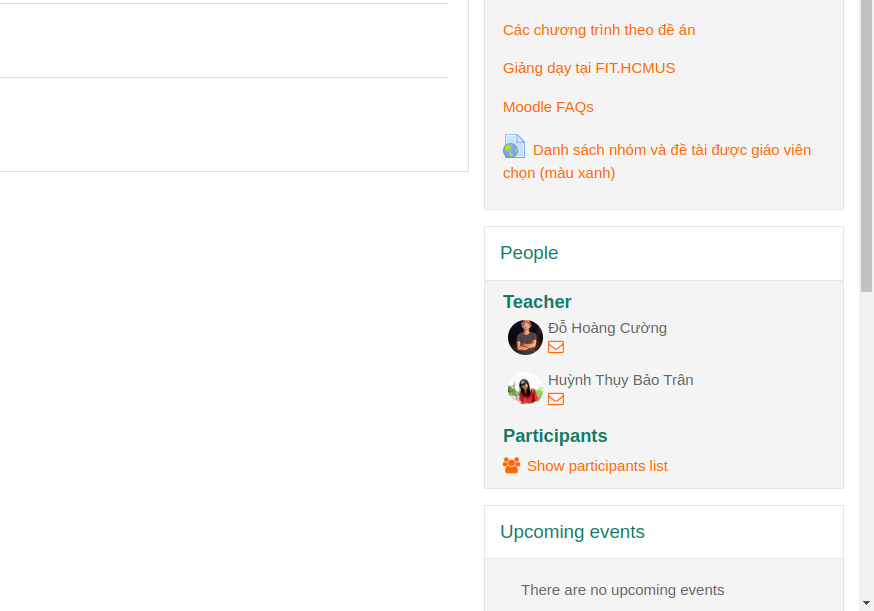 Các chương trình theo đề án
Giảng dạy tại FIT.HCMUS
Moodle FAQs
Danh sách nhóm và đề tài được giáo viên
chọn (màu xanh)
People
Teacher
Đỗ Hoàng Cường
Huỳnh Thụy Bảo Trân
Participants
Show participants list
Upcoming events
There are no upcoming events